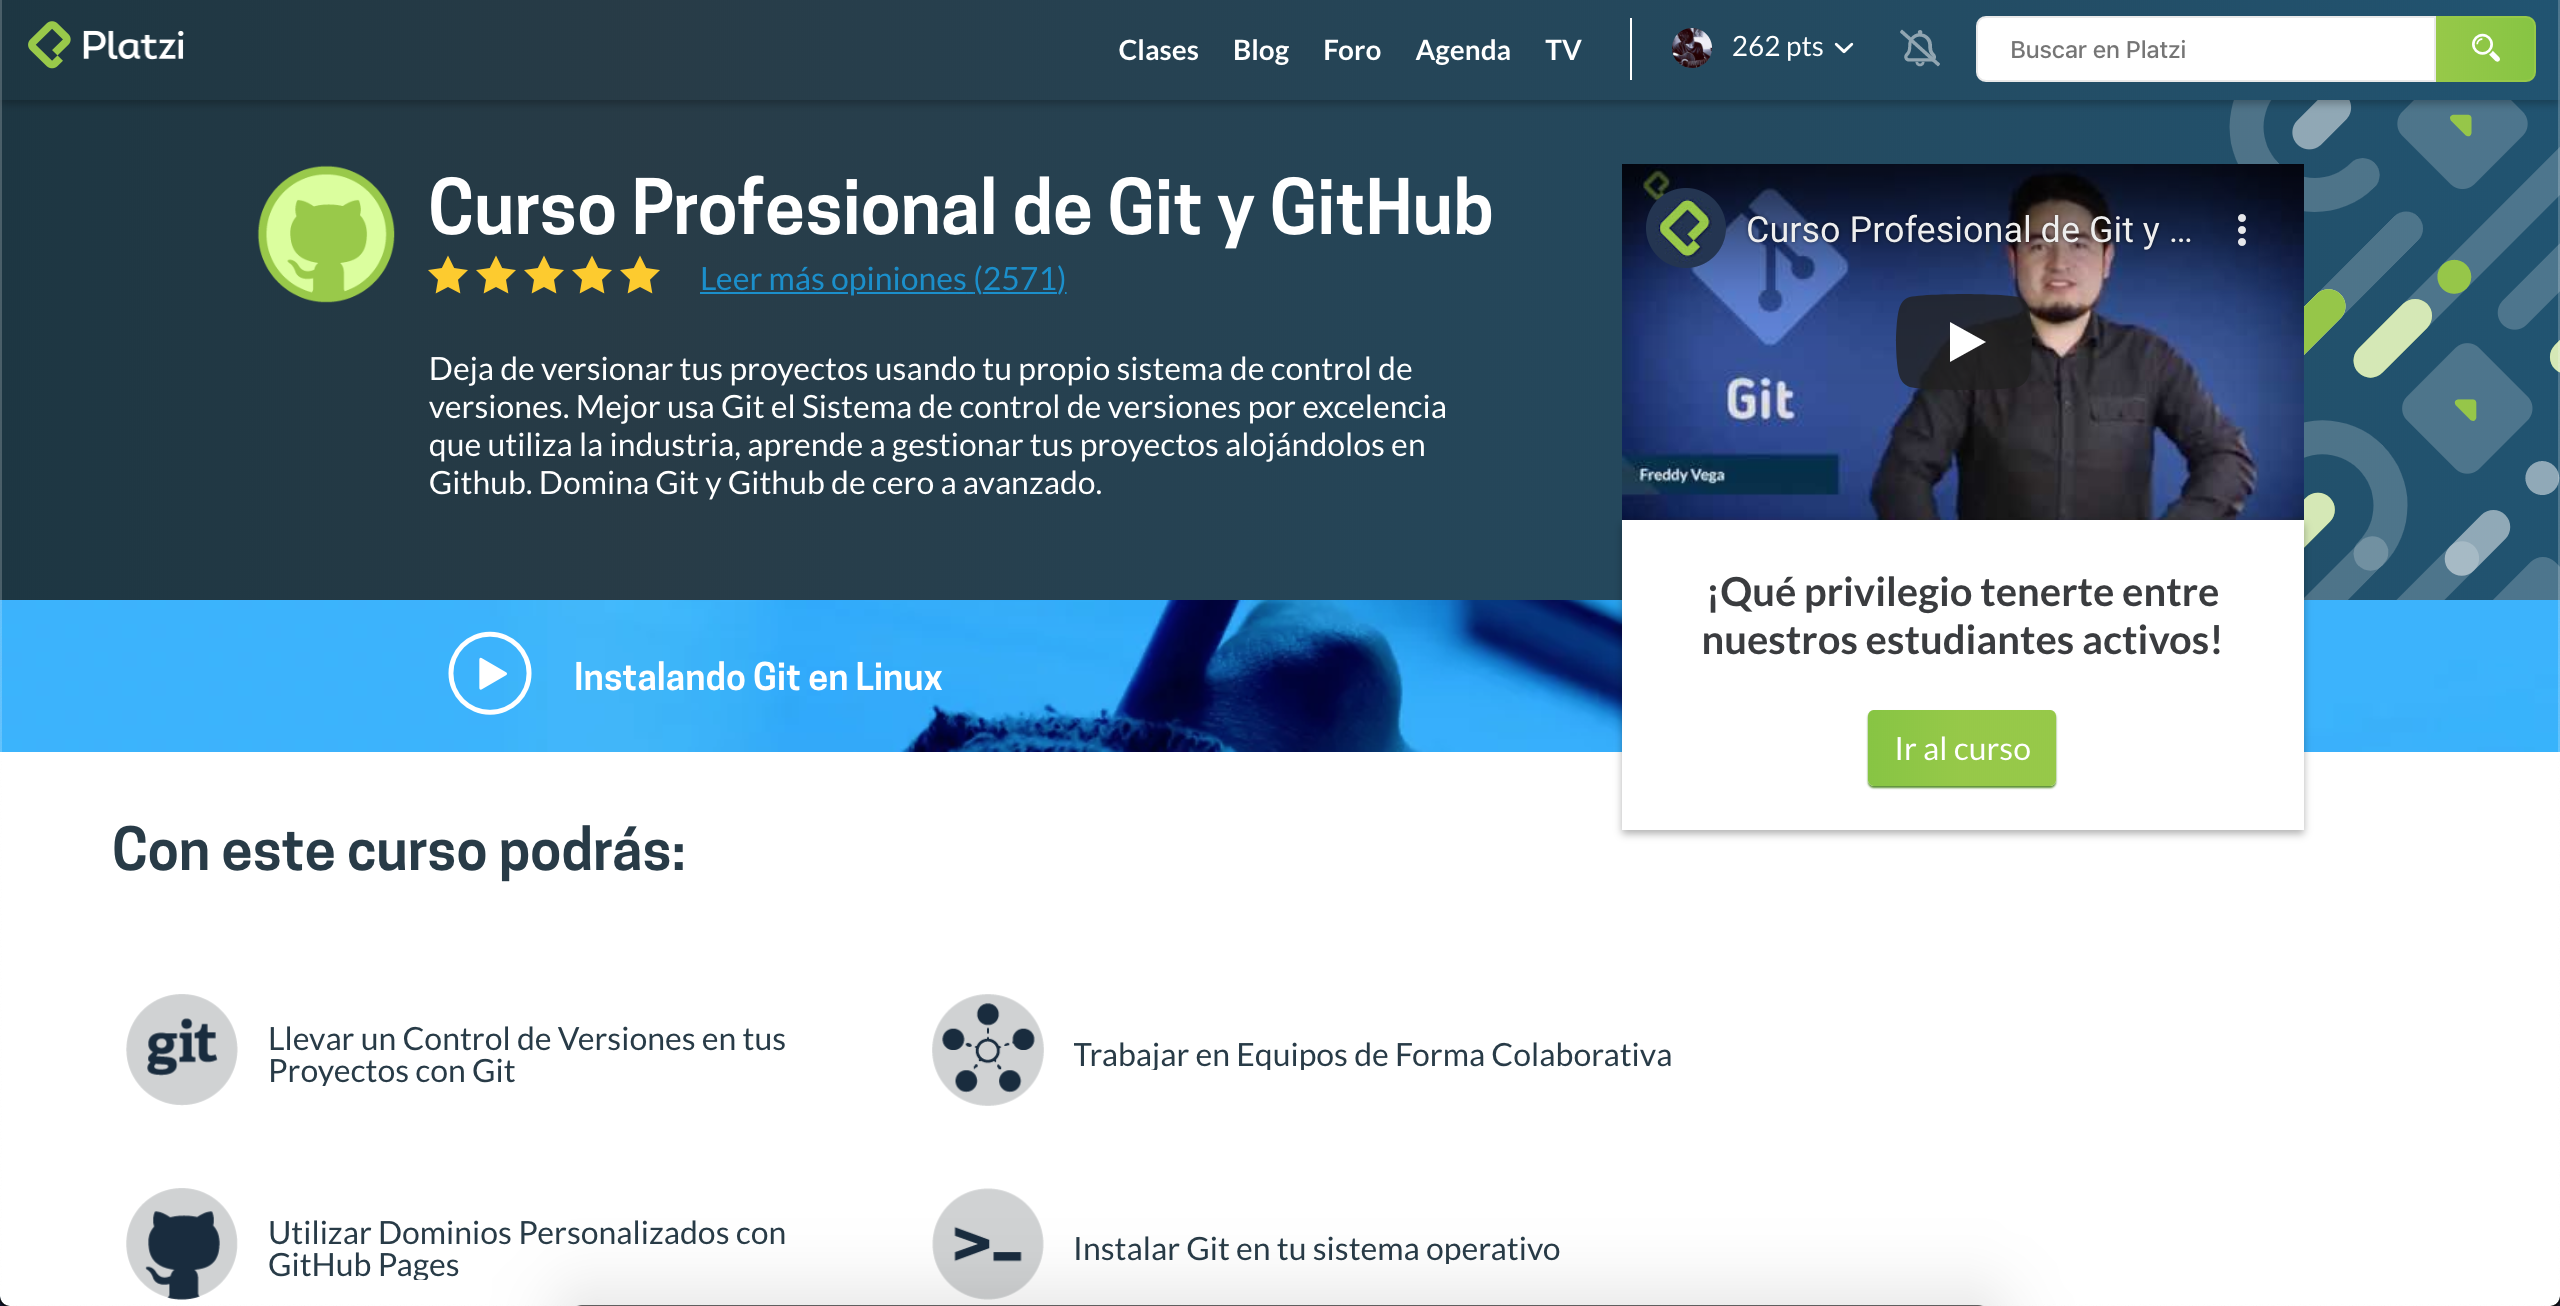 Platzi
Clases Blog Foro Agenda TV
262 pts
Buscar en Platzi
Curso Profesional de Git y GitHub
Leer más opiniones (2571)
Deja de versionar tus proyectos usando tu propio sistema de control de
versiones. Mejor usa Git el Sistema de control de versiones por excelencia
que utiliza la industria, aprende a gestionar tus proyectos alojándolos en
Github. Domina Git y Github de cero a avanzado.
Curso Profesional de Git y ...
Git
Freddy Vega
¡Qué privilegio tenerte entre
nuestros estudiantes activos!
Ir al curso
Instalando Git en Linux
Con este curso podrás:
git
Llevar un Control de Versiones en tus
Proyectos con Git
Trabajar en Equipos de Forma Colaborativa
Utilizar Dominios Personalizados con
GitHub Pages
>_
Instalar Git en tu sistema operativo